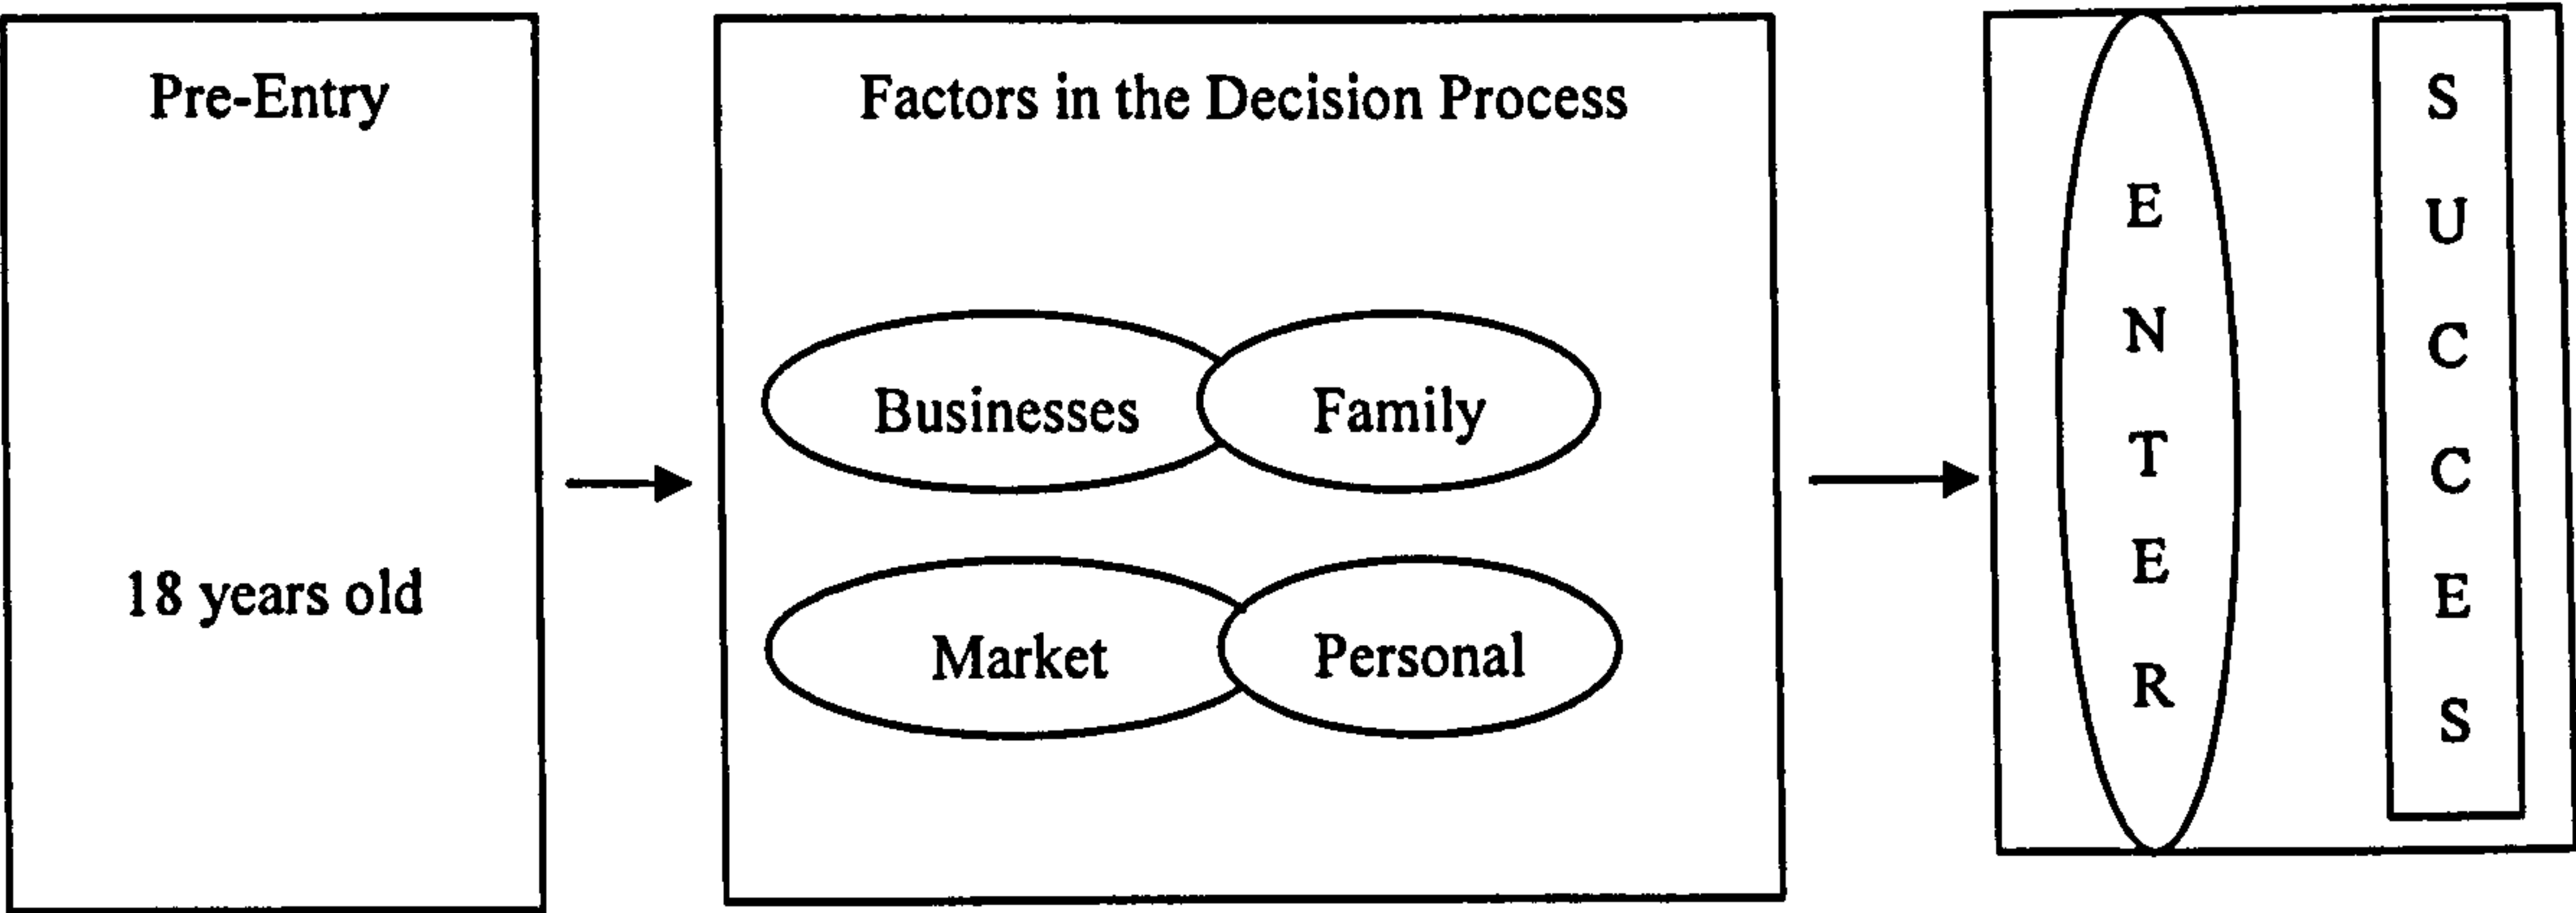 Pre-Entry
18 years old
Factors in the Decision Process
Businesses
Family
Market
Personal
E
N
T
E
R
S
U
C
C
E
S